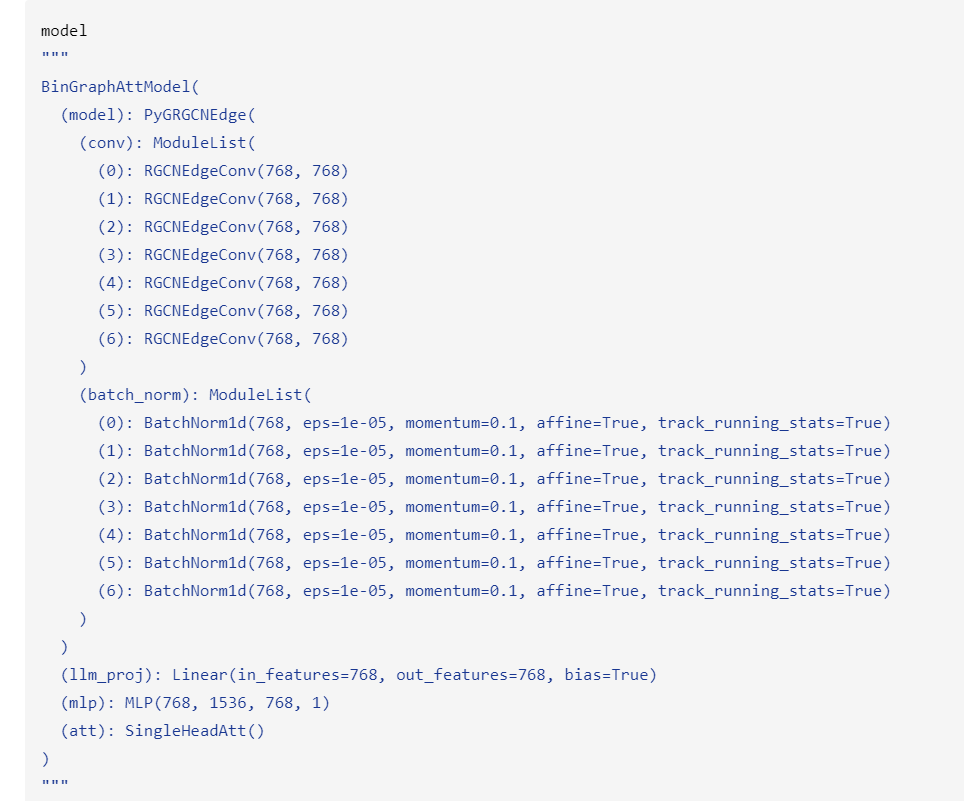 model
"""
BinGraphAttModel(
  (model): PyGRGCNEdge(
    (conv): ModuleList(
      (0): RGCNEdgeConv(768, 768)
      (1): RGCNEdgeConv(768, 768)
      (2): RGCNEdgeConv(768, 768)
      (3): RGCNEdgeConv(768, 768)
      (4): RGCNEdgeConv(768, 768)
      (5): RGCNEdgeConv(768, 768)
      (6): RGCNEdgeConv(768, 768)
    )
    (batch_norm): ModuleList(
      (0): BatchNorm1d(768, eps=1e-05, momentum=0.1, affine=True, track_running_stats=True)
      (1): BatchNorm1d(768, eps=1e-05, momentum=0.1, affine=True, track_running_stats=True)
      (2): BatchNorm1d(768, eps=1e-05, momentum=0.1, affine=True, track_running_stats=True)
      (3): BatchNorm1d(768, eps=1e-05, momentum=0.1, affine=True, track_running_stats=True)
      (4): BatchNorm1d(768, eps=1e-05, momentum=0.1, affine=True, track_running_stats=True)
      (5): BatchNorm1d(768, eps=1e-05, momentum=0.1, affine=True, track_running_stats=True)
      (6): BatchNorm1d(768, eps=1e-05, momentum=0.1, affine=True, track_running_stats=True)
    )
  )
  (llm_proj): Linear(in_features=768, out_features=768, bias=True)
  (mlp): MLP(768, 1536, 768, 1)
  (att): SingleHeadAtt()
)
"""